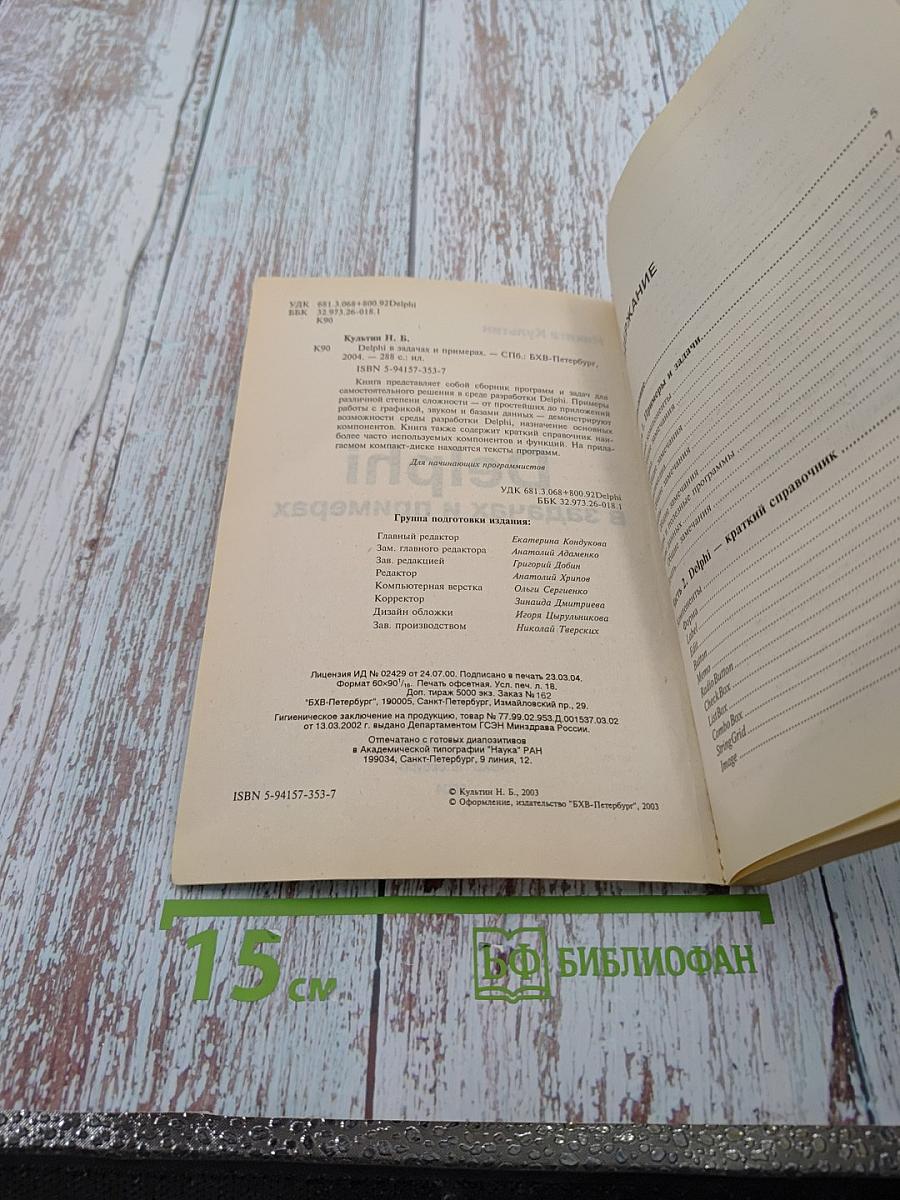 УДК 681.3.068+800.92Delphi
ББК 32.973.26-018.1
К90
Культин Н. Б.
К90 Delphi в задачах и примерах. — СПб.: БХВ-Петербург,
2004. — 288 с.: ил.
ISBN 5-94157-353-7
Книга представляет собой сборник программ и задач для
самостоятельного решения в среде разработки Delphi. Примеры
различной степени сложности — от простейших до приложений
работы с графикой, звуком и базами данных — демонстрируют
возможности среды разработки Delphi, назначение основных
компонентов. Книга также содержит краткий справочник наи-
более часто используемых компонентов и функций. На прила-
гаемом компакт-диске находятся тексты программ.
Для начинающих программистов
УДК 681.3.068+800.92Delphi
ББК 32.973.26-018.1
Группа подготовки издания:
Главный редактор Екатерина Кондукова
Зам. главного редактора Анатолий Адаменко
Зав. редакцией Григорий Добин
Редактор Анатолий Хрипов
Компьютерная верстка Ольги Сергиенко
Корректор Зинаида Дмитриева
Дизайн обложки Игоря Цырульникова
Зав. производством Николай Тверских
Лицензия ИД № 02429 от 24.07.00. Подписано в печать 23.03.04.
Формат 60×90¹/₁₆. Печать офсетная. Усл. печ. л. 18.
Доп. тираж 5000 экз. Заказ № 162
"БХВ-Петербург", 190005, Санкт-Петербург, Измайловский пр., 29.
Гигиеническое заключение на продукцию, товар № 77.99.02.953.Д.001537.03.02
от 13.03.2002 г. выдано Департаментом ГСЭН Минздрава России.
Отпечатано с готовых диапозитивов
в Академической типографии "Наука" РАН
199034, Санкт-Петербург, 9 линия, 12.
ISBN 5-94157-353-7
© Культин Н. Б., 2003
© Оформление, издательство "БХВ-Петербург", 2003
ЖАНИЕ
5
Примеры и задачи 7
полезные программы
замечания
Часть 2. Delphi — краткий справочник
Форма
Label
Edit
Button
Memo
RadioButton
CheckBox
ListBox
ComboBox
StringGrid
Image
15 см
БФ БИБЛИОФАН